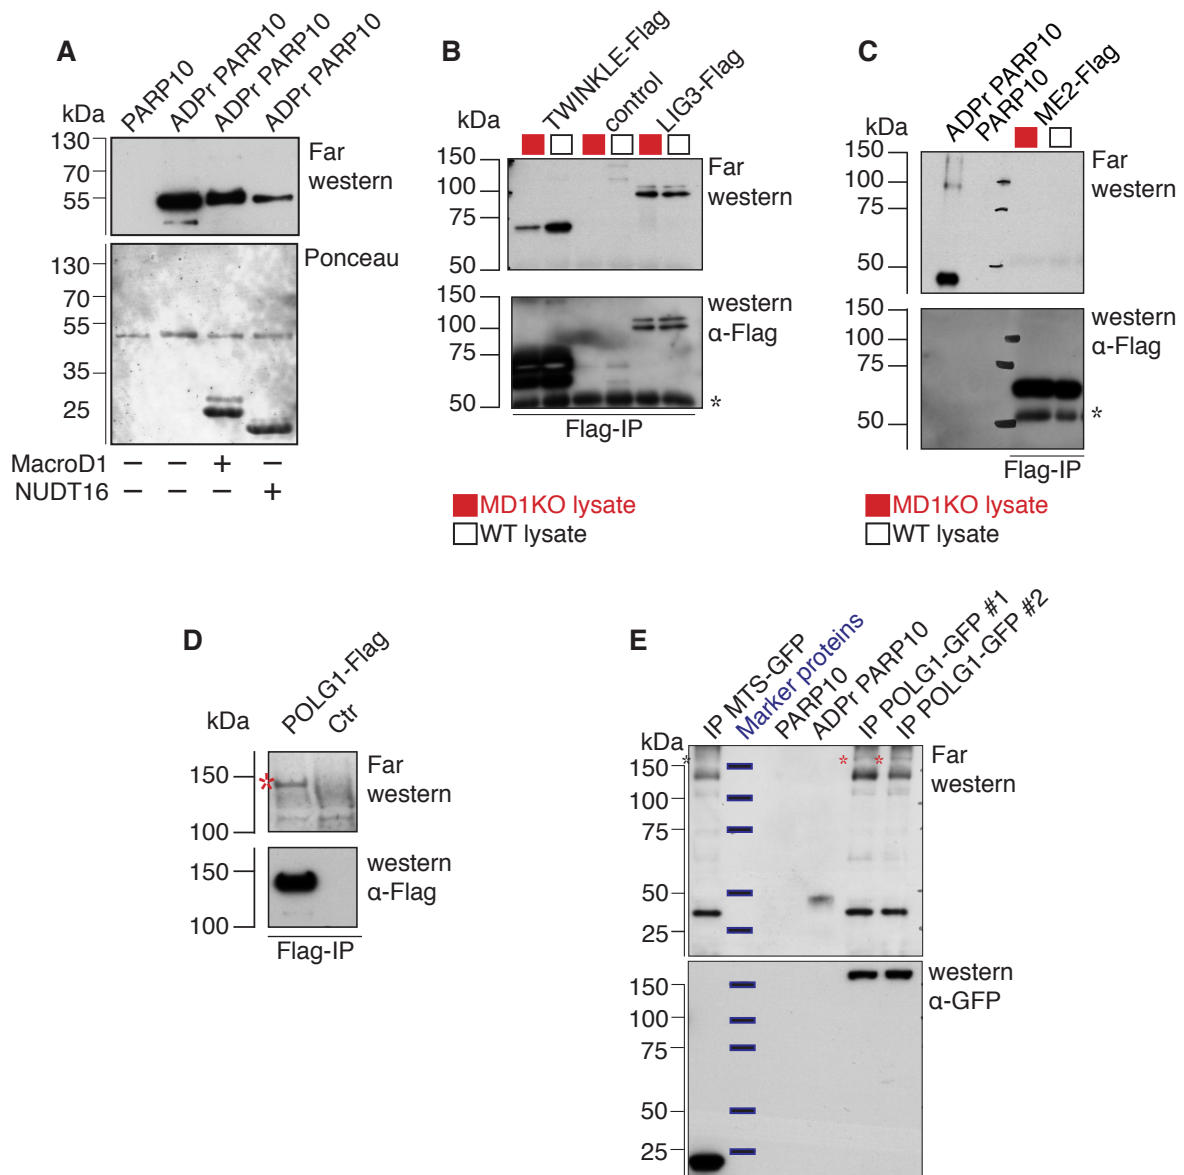 A
PARP10
ADPr PARP10
ADPr PARP10
ADPr PARP10
kDa
130
70
55
Far
western
130
70
55
35
25
Ponceau
MacroD1 – – + –
NUDT16 – – – +
B
TWINKLE-Flag
control
LIG3-Flag
kDa
150
100
75
50
Far
western
150
100
75
50
western
α-Flag
*
Flag-IP
MD1KO lysate
WT lysate
C
ADPr PARP10
PARP10
ME2-Flag
kDa
150
100
75
50
Far
western
150
100
75
50
western
α-Flag
*
Flag-IP
MD1KO lysate
WT lysate
D
POLG1-Flag
Ctr
kDa
150
100
*
Far
western
150
100
western
α-Flag
Flag-IP
E
IP MTS-GFP
Marker proteins
PARP10
ADPr PARP10
IP POLG1-GFP #1
IP POLG1-GFP #2
kDa
* * *
150
100
75
50
25
Far
western
150
100
75
50
25
western
α-GFP